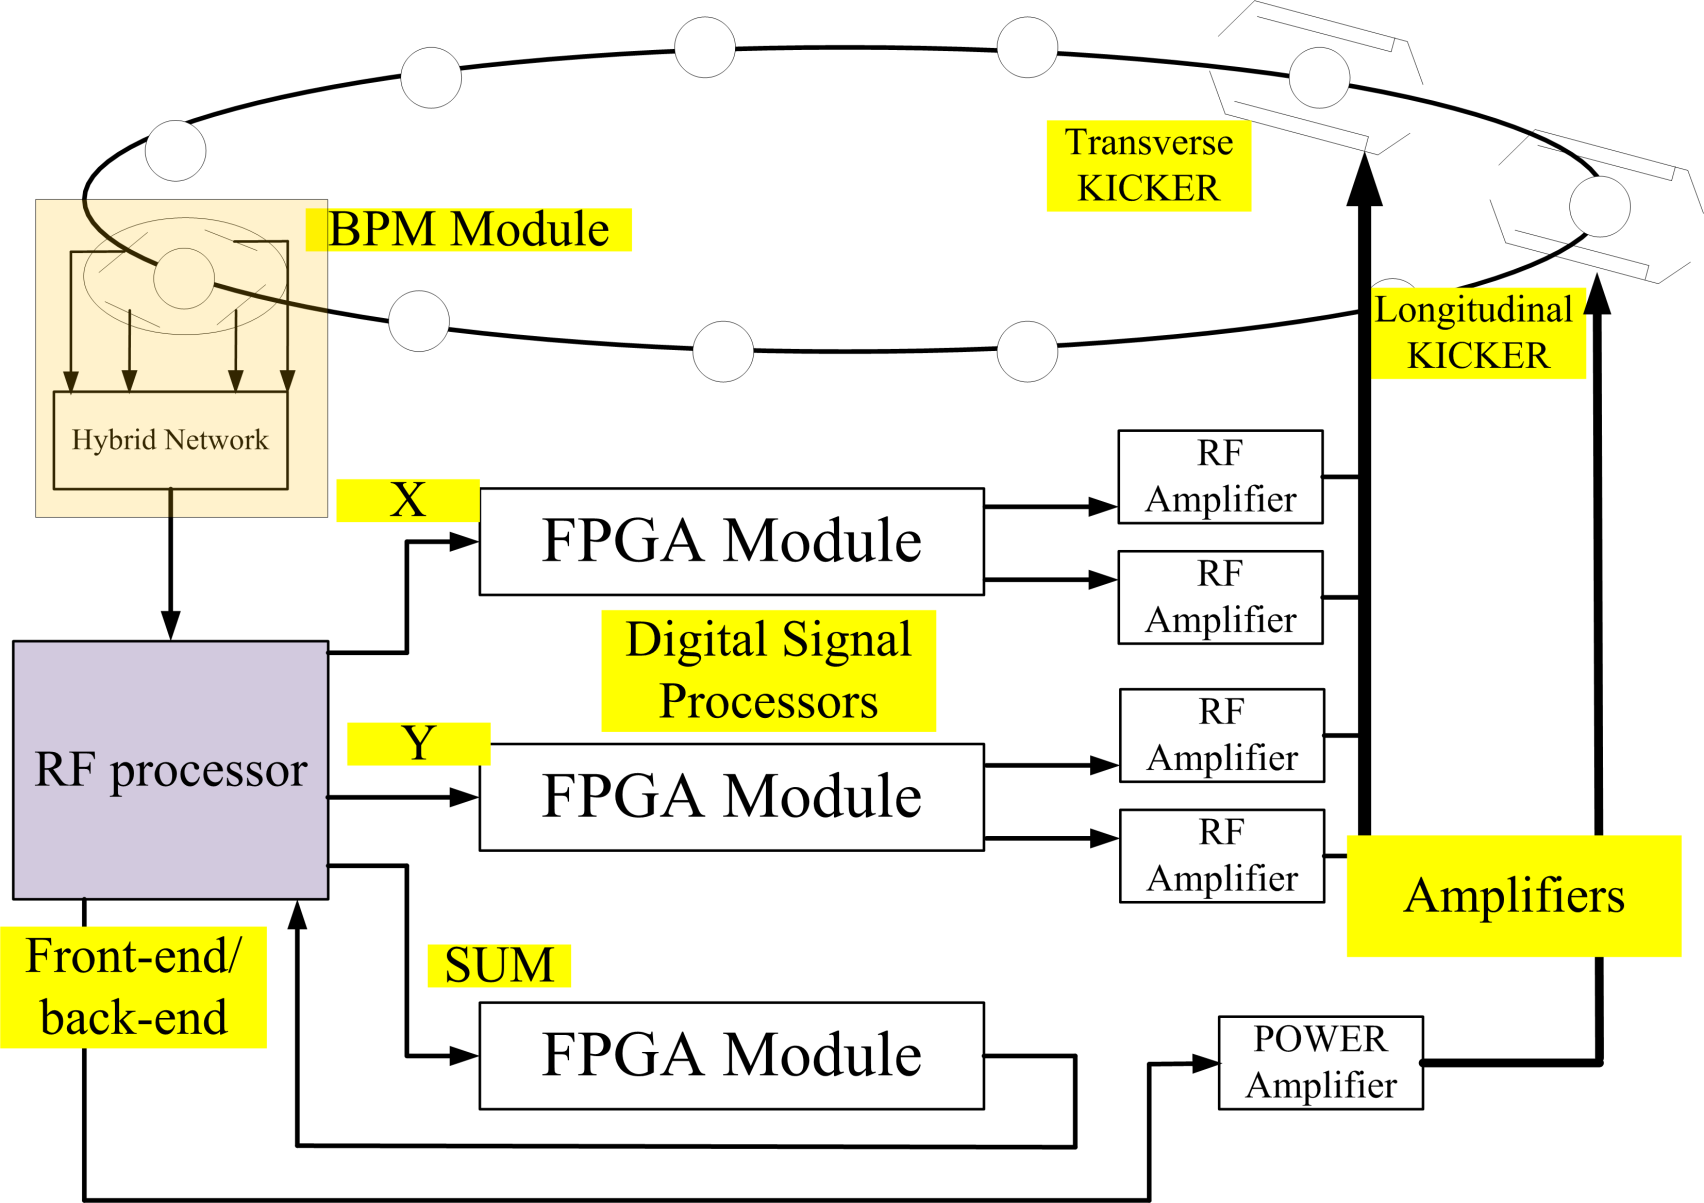 Transverse
KICKER
BPM Module
Longitudinal
KICKER
Hybrid Network
X
FPGA Module
RF
Amplifier
RF
Amplifier
Digital Signal
Processors
RF processor
Y
FPGA Module
RF
Amplifier
RF
Amplifier
Amplifiers
Front-end/
back-end
SUM
FPGA Module
POWER
Amplifier